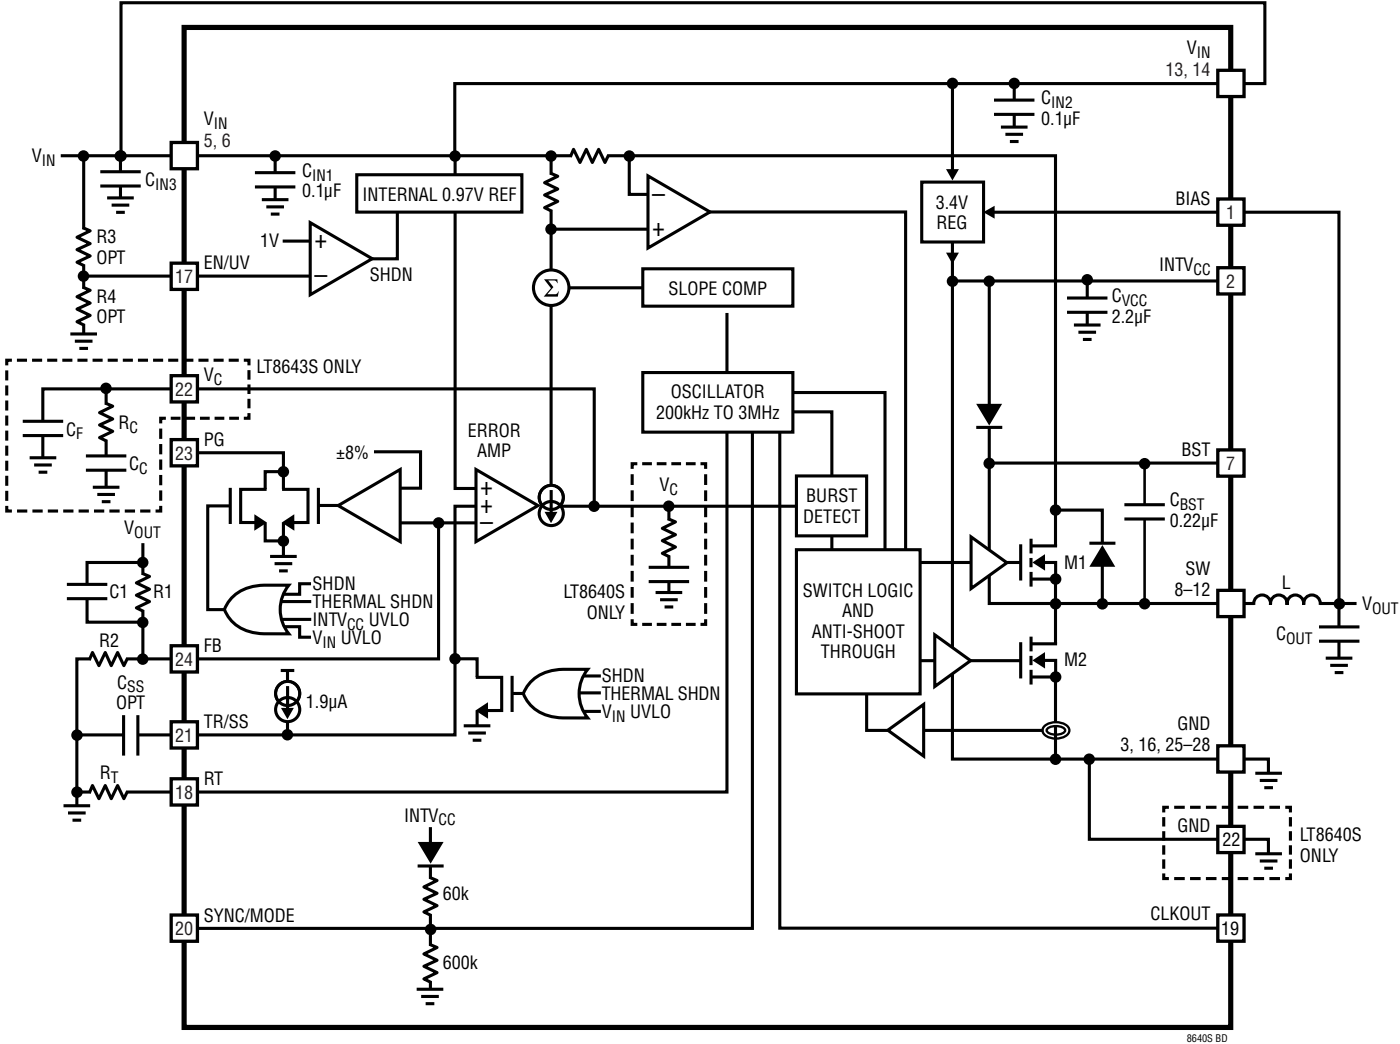 VIN
13, 14
CIN2
0.1µF
VIN
5, 6
VIN
CIN3
CIN1
0.1µF
INTERNAL 0.97V REF
R3
OPT
1V
+
–
SHDN
17
EN/UV
R4
OPT
–
+
Σ
SLOPE COMP
3.4V
REG
BIAS
1
INTVCC
2
CVCC
2.2µF
LT8643S ONLY
22
VC
CF
RC
CC
OSCILLATOR
200kHz TO 3MHz
23
PG
±8%
ERROR
AMP
+
+
–
VC
LT8640S
ONLY
BURST
DETECT
BST
7
CBST
0.22µF
VOUT
C1
R1
SHDN
THERMAL SHDN
INTVCC UVLO
VIN UVLO
SWITCH LOGIC
AND
ANTI-SHOOT
THROUGH
M1
SW
8–12
L
VOUT
COUT
M2
R2
24
FB
CSS
OPT
1.9µA
SHDN
THERMAL SHDN
VIN UVLO
21
TR/SS
GND
3, 16, 25–28
RT
18
RT
INTVCC
60k
GND
22
LT8640S
ONLY
20
SYNC/MODE
600k
CLKOUT
19
8640S BD